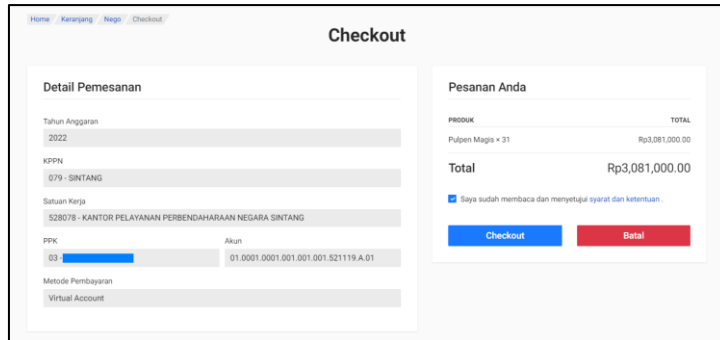 Home / Keranjang / Nego / Checkout
Checkout
Detail Pemesanan
Tahun Anggaran
2022
KPPN
079 - SINTANG
Satuan Kerja
528078 - KANTOR PELAYANAN PERBENDAHARAAN NEGARA SINTANG
PPK Akun
03 - 01.0001.0001.001.001.001.521119.A.01
Metode Pembayaran
Virtual Account
Pesanan Anda
PRODUK TOTAL
Pulpen Magis × 31 Rp3,081,000.00
Total Rp3,081,000.00
Saya sudah membaca dan menyetujui syarat dan ketentuan .
Checkout Batal